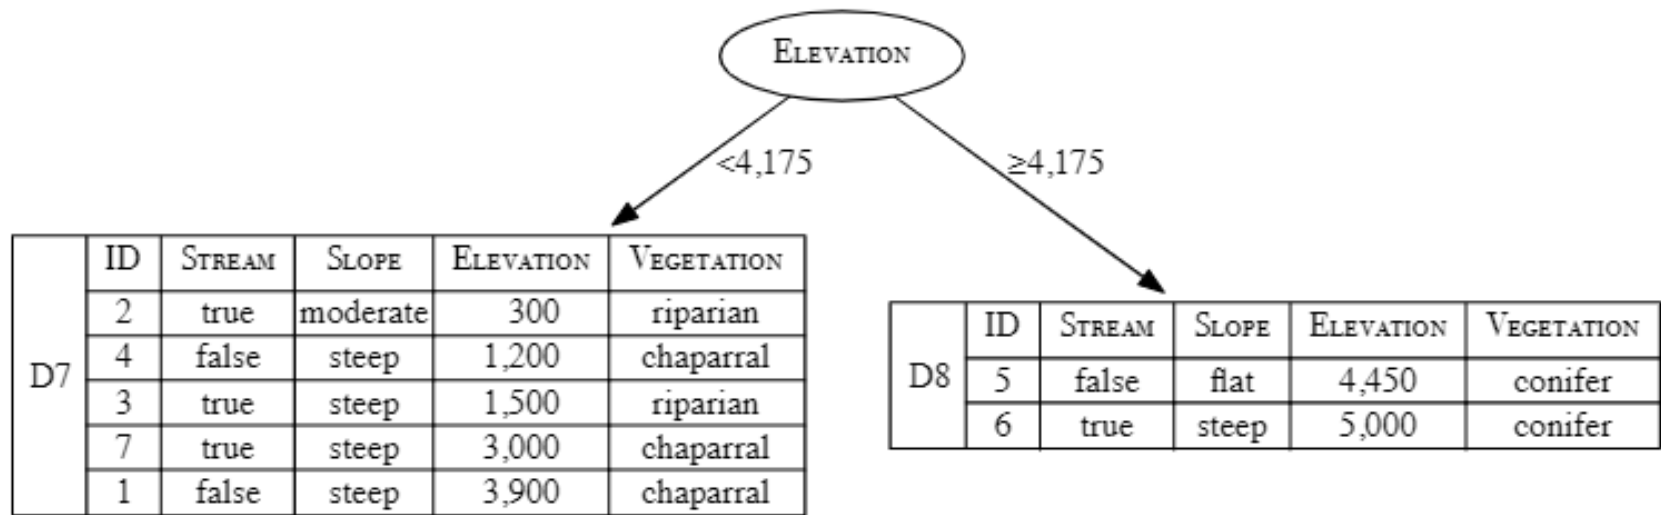 ELEVATION
<4,175
≥4,175
D7
ID STREAM SLOPE ELEVATION VEGETATION
2 true moderate 300 riparian
4 false steep 1,200 chaparral
3 true steep 1,500 riparian
7 true steep 3,000 chaparral
1 false steep 3,900 chaparral
D8
ID STREAM SLOPE ELEVATION VEGETATION
5 false flat 4,450 conifer
6 true steep 5,000 conifer